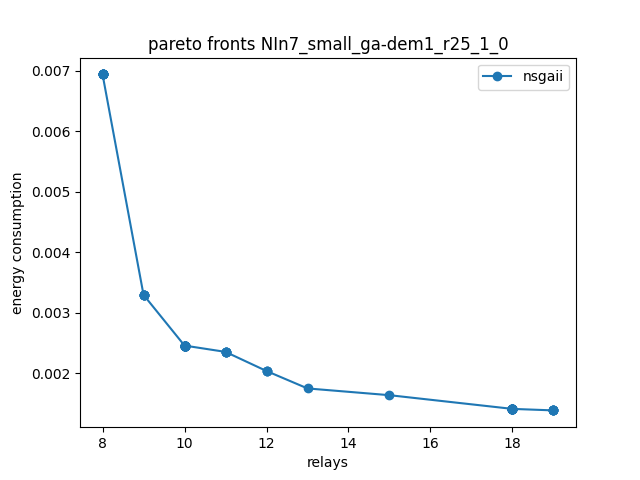 pareto fronts NIn7_small_ga-dem1_r25_1_0
nsgaii
energy consumption
0.007
0.006
0.005
0.004
0.003
0.002
8 10 12 14 16 18
relays